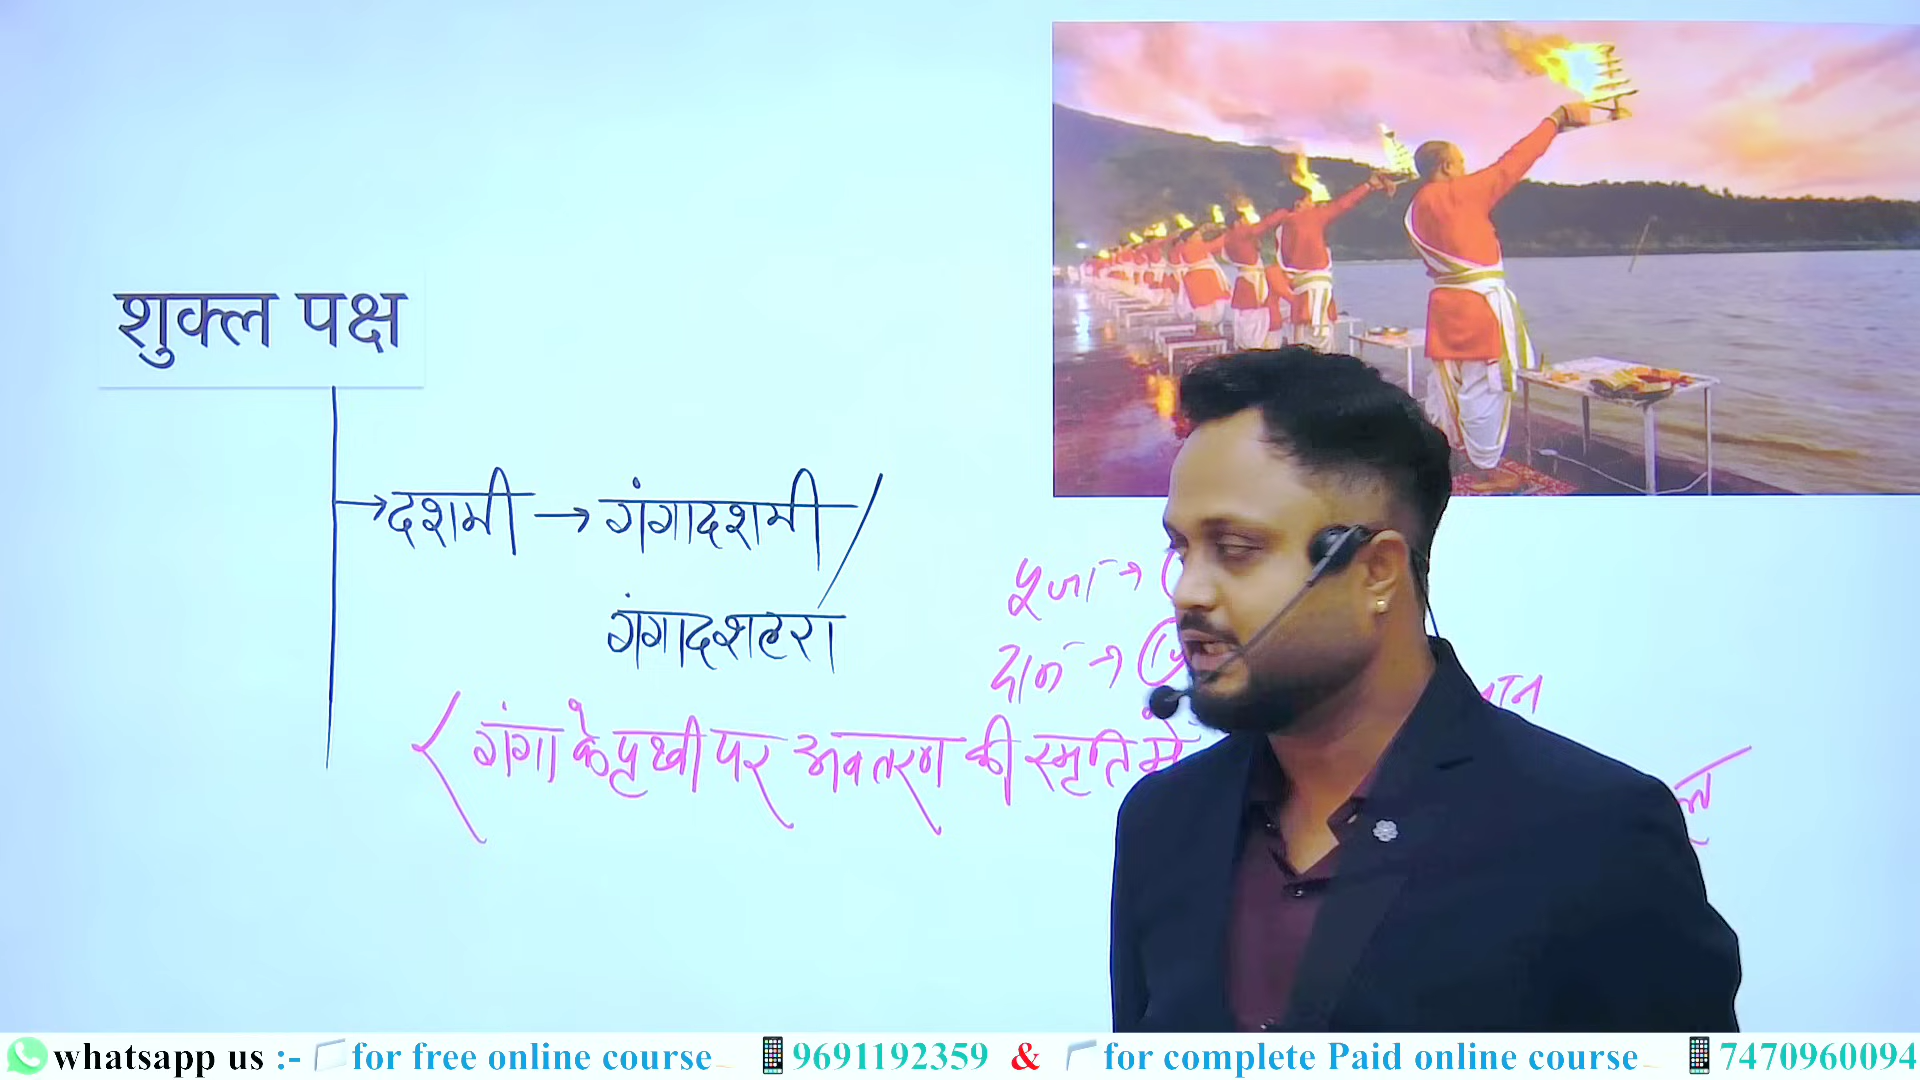 शुक्ल पक्ष
→ दशमी → गंगादशमी /
गंगादशहरा
पूजा →
दान →
( गंगा के पृथ्वी पर अवतरण की स्मृति में
whatsapp us :- for free online course 9691192359 & for complete Paid online course 7470960094